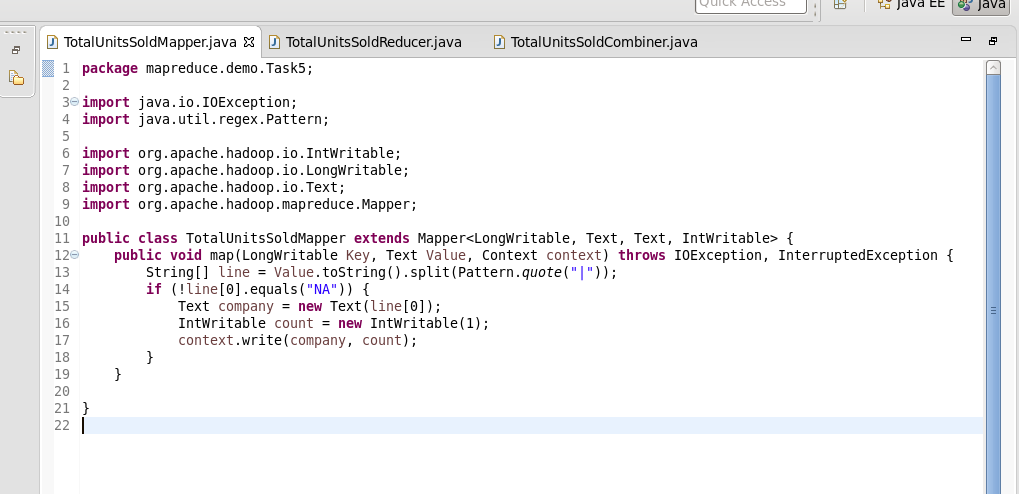 Quick Access
Java EE
Java
TotalUnitsSoldMapper.java
TotalUnitsSoldReducer.java
TotalUnitsSoldCombiner.java
1 package mapreduce.demo.Task5;
2
3 import java.io.IOException;
4 import java.util.regex.Pattern;
5
6 import org.apache.hadoop.io.IntWritable;
7 import org.apache.hadoop.io.LongWritable;
8 import org.apache.hadoop.io.Text;
9 import org.apache.hadoop.mapreduce.Mapper;
10
11 public class TotalUnitsSoldMapper extends Mapper<LongWritable, Text, Text, IntWritable> {
12 public void map(LongWritable Key, Text Value, Context context) throws IOException, InterruptedException {
13 String[] line = Value.toString().split(Pattern.quote("|"));
14 if (!line[0].equals("NA")) {
15 Text company = new Text(line[0]);
16 IntWritable count = new IntWritable(1);
17 context.write(company, count);
18 }
19 }
20
21 }
22